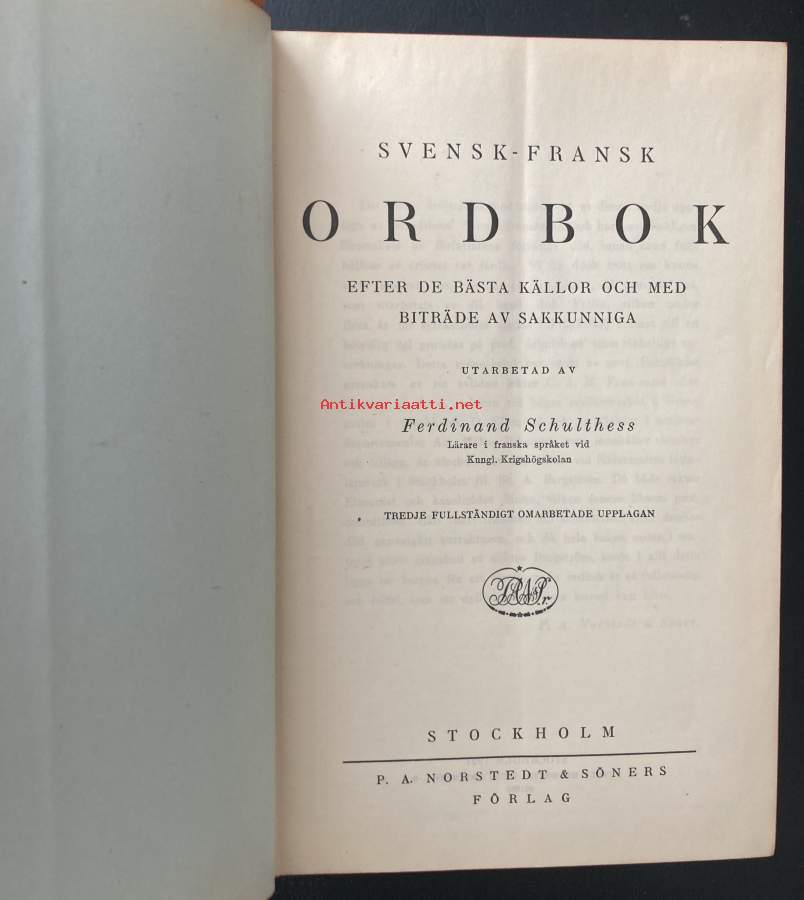 SVENSK-FRANSK
ORDBOK
EFTER DE BÄSTA KÄLLOR OCH MED
BITRÄDE AV SAKKUNNIGA
UTARBETAD AV
Antikvariaatti.net
Ferdinand Schulthess
Lärare i franska språket vid
Kungl. Krigshögskolan
TREDJE FULLSTÄNDIGT OMARBETADE UPPLAGAN
STOCKHOLM
P. A. NORSTEDT & SÖNERS
FÖRLAG